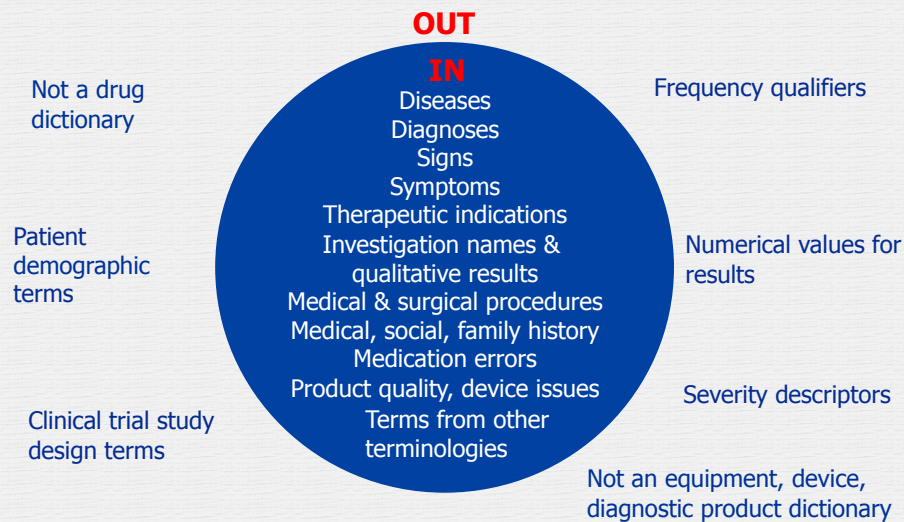 OUT
IN
Diseases
Diagnoses
Signs
Symptoms
Therapeutic indications
Investigation names &
qualitative results
Medical & surgical procedures
Medical, social, family history
Medication errors
Product quality, device issues
Terms from other
terminologies
Not a drug
dictionary
Patient
demographic
terms
Clinical trial study
design terms
Frequency qualifiers
Numerical values for
results
Severity descriptors
Not an equipment, device,
diagnostic product dictionary